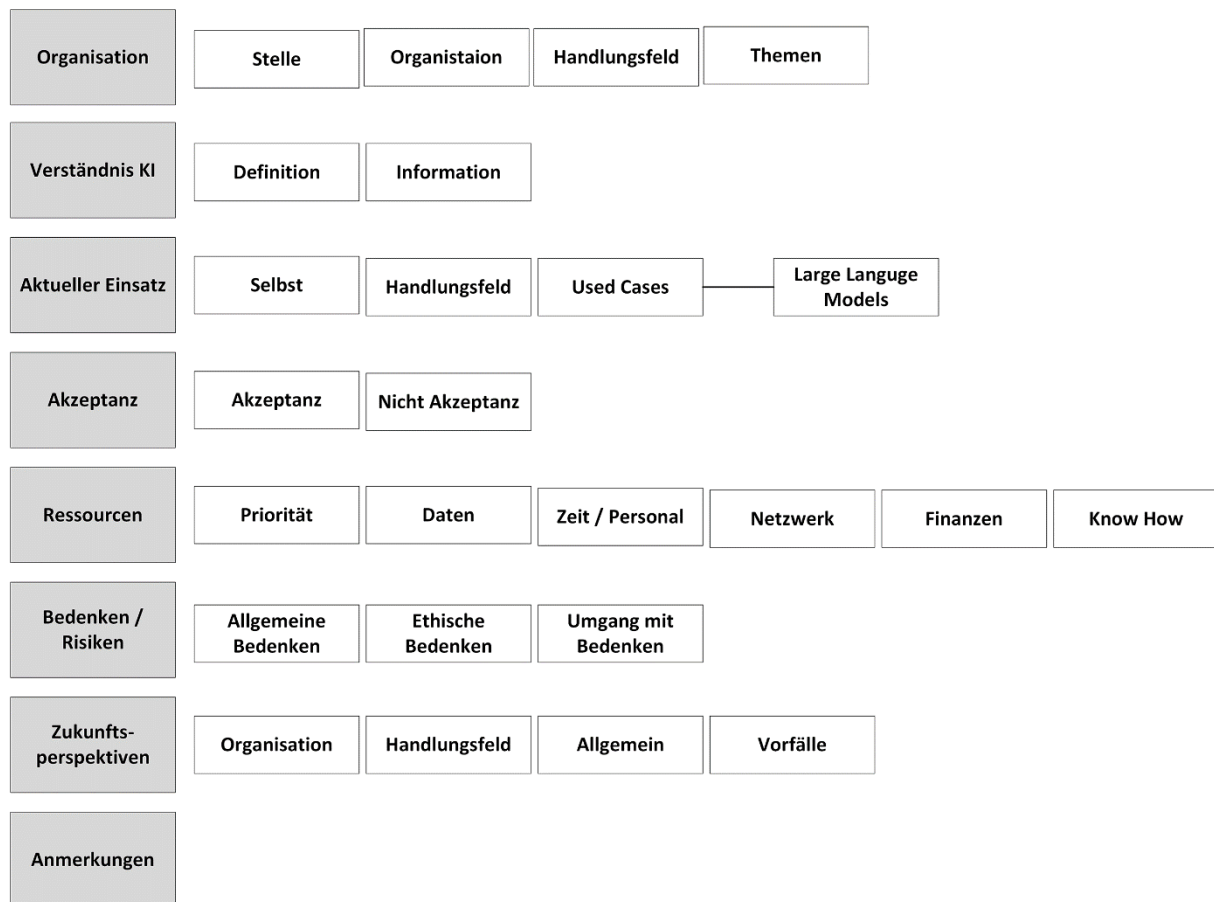 Organisation
Stelle
Organistaion
Handlungsfeld
Themen
Verständnis KI
Definition
Information
Aktueller Einsatz
Selbst
Handlungsfeld
Used Cases
Large Languge
Models
Akzeptanz
Akzeptanz
Nicht Akzeptanz
Ressourcen
Priorität
Daten
Zeit / Personal
Netzwerk
Finanzen
Know How
Bedenken /
Risiken
Allgemeine
Bedenken
Ethische
Bedenken
Umgang mit
Bedenken
Zukunfts-
perspektiven
Organisation
Handlungsfeld
Allgemein
Vorfälle
Anmerkungen